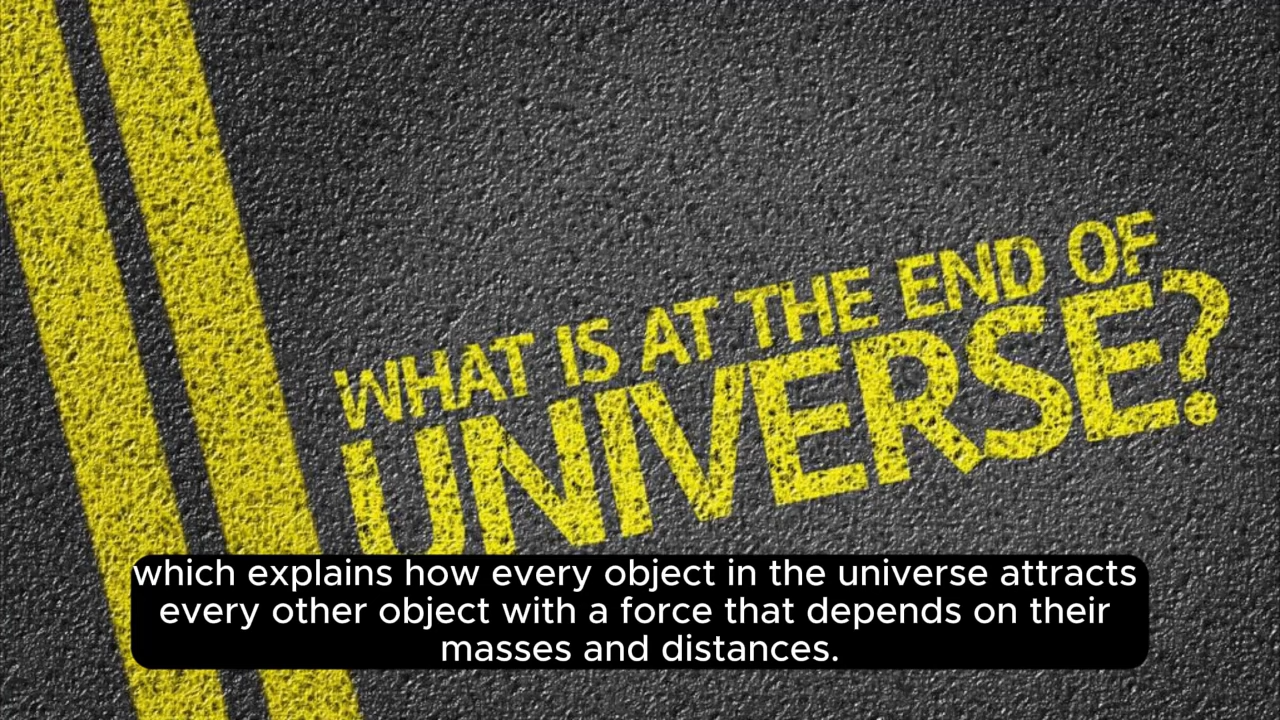 WHAT IS AT THE END OF
UNIVERSE?
which explains how every object in the universe attracts
every other object with a force that depends on their
masses and distances.